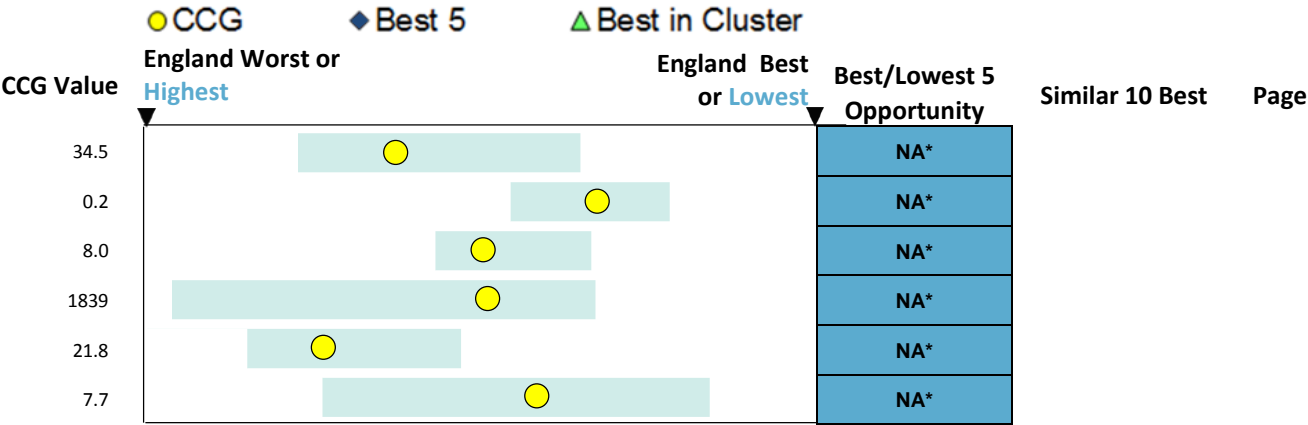 CCG Best 5 Best in Cluster
CCG Value
England Worst or
Highest
England Best
or Lowest
Best/Lowest 5
Opportunity
Similar 10 Best
Page
34.5 NA*
0.2 NA*
8.0 NA*
1839 NA*
21.8 NA*
7.7 NA*